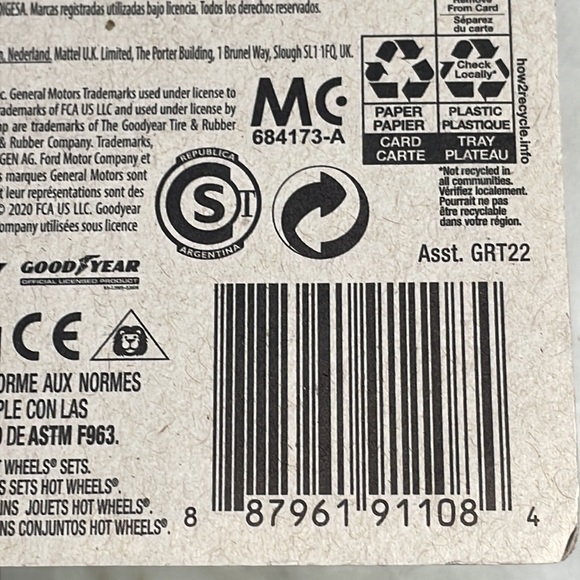 DIGESA. Marcas registradas utilizadas bajo licencia. Todos los derechos reservados.
Nederland. Mattel U.K. Limited, The Porter Building, 1 Brunel Way, Slough SL1 1FQ, UK.
c. General Motors Trademarks used under license to
rademarks of FCA US LLC and used under license by
are trademarks of The Goodyear Tire & Rubber
& Rubber Company. Trademarks,
GEN AG. Ford Motor Company et
marques General Motors sont
t leur représentations sont des
© 2020 FCA US LLC. Goodyear
ompany utilisées sous licence
MC
684173-A
From Card
Séparez
du carte
Check
Locally*
PAPER
PAPIER
PLASTIC
PLASTIQUE
CARD
CARTE
TRAY
PLATEAU
how2recycle.info
*Not recycled in
all communities.
Vérifiez localement.
Pourrait ne pas
être recyclable
dans votre région.
REPUBLICA
CST
ARGENTINA
Asst. GRT22
GOODYEAR
OFFICIAL LICENSED PRODUCT
CE
ORME AUX NORMES
PLE CON LAS
DE ASTM F963.
WHEELS® SETS.
S SETS HOT WHEELS®.
INS JOUETS HOT WHEELS®.
NS CONJUNTOS HOT WHEELS®.
8 87961 91108 4